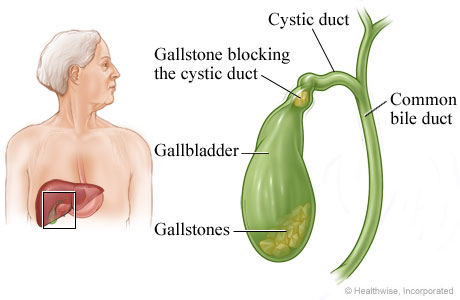 Cystic duct
Gallstone blocking
the cystic duct
Common
bile duct
Gallbladder
Gallstones
© Healthwise, Incorporated